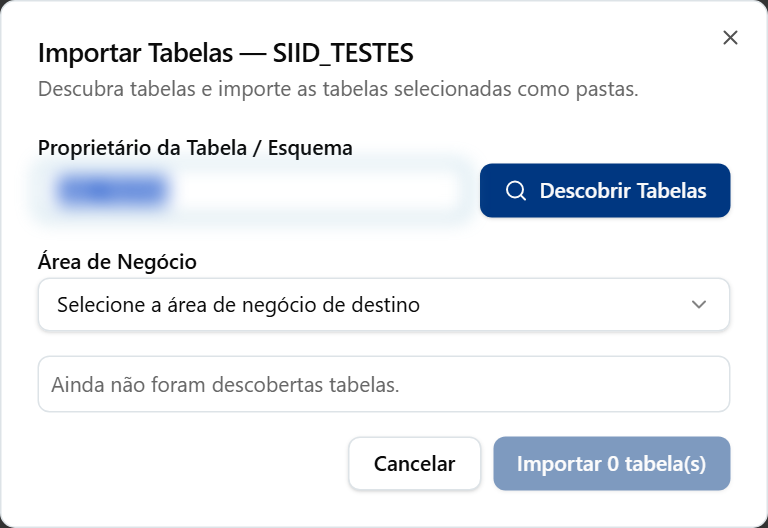 Importar Tabelas — SIID_TESTES
Descubra tabelas e importe as tabelas selecionadas como pastas.
Proprietário da Tabela / Esquema
Descobrir Tabelas
Área de Negócio
Selecione a área de negócio de destino
Ainda não foram descobertas tabelas.
Cancelar
Importar 0 tabela(s)